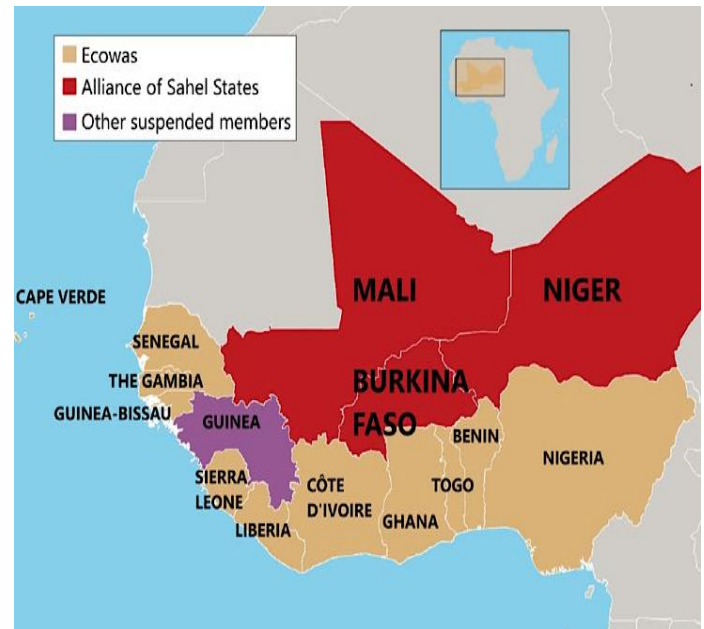 Ecowas
Alliance of Sahel States
Other suspended members
MALI
NIGER
CAPE VERDE
SENEGAL
THE GAMBIA
BURKINA
FASO
GUINEA-BISSAU
GUINEA
BENIN
NIGERIA
SIERRA
LEONE
CÔTE
D'IVOIRE
TOGO
GHANA
LIBERIA